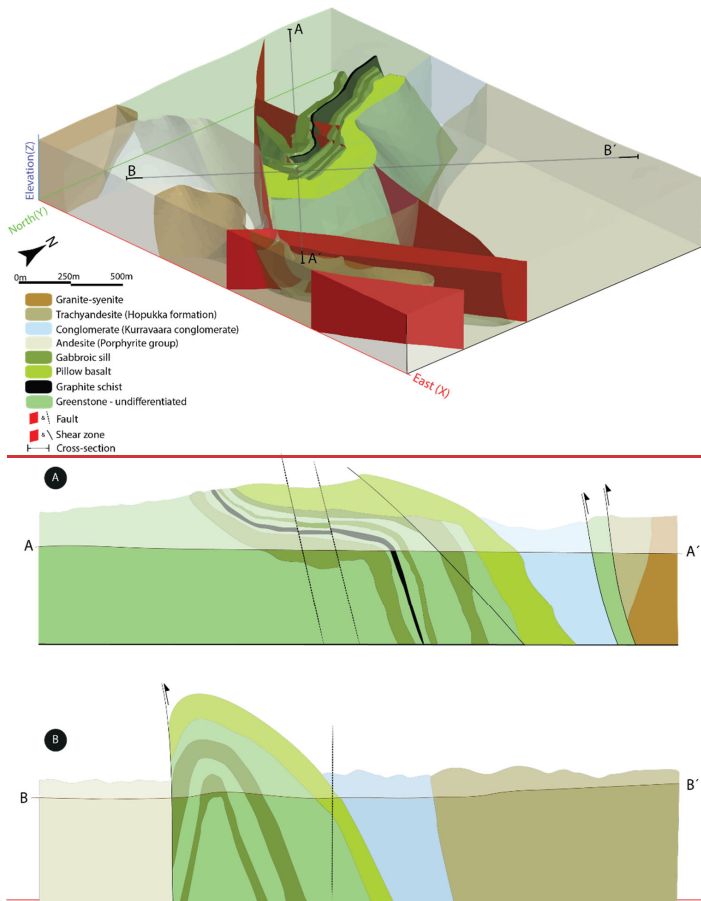 A
B
B´
A´
Elevation(Z)
North(Y)
N
0m 250m 500m
East (X)
Granite-syenite
Trachyandesite (Hopukka formation)
Conglomerate (Kurravaara conglomerate)
Andesite (Porphyrite group)
Gabbroic sill
Pillow basalt
Graphite schist
Greenstone - undifferentiated
& Fault
& Shear zone
Cross-section
A
A A´
B
B B´